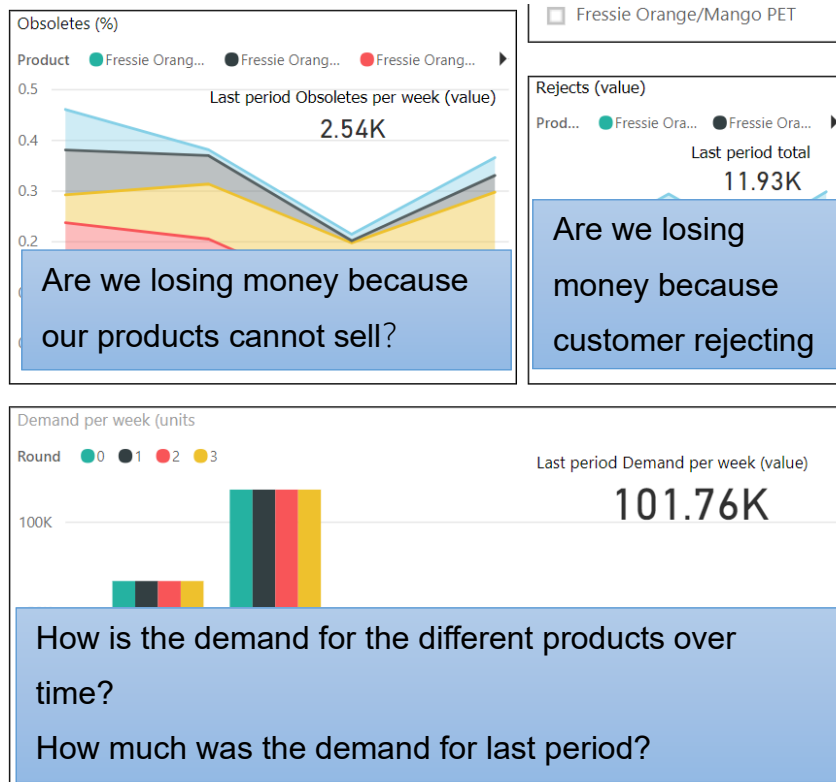 Obsoletes (%)
Product Fressie Orang... Fressie Orang... Fressie Orang...
0.5
Last period Obsoletes per week (value)
2.54K
0.4
0.3
0.2
Are we losing money because
our products cannot sell？
Fressie Orange/Mango PET
Rejects (value)
Prod... Fressie Ora... Fressie Ora...
Last period total
11.93K
Are we losing
money because
customer rejecting
Demand per week (units
Round 0 1 2 3
Last period Demand per week (value)
101.76K
100K
How is the demand for the different products over
time?
How much was the demand for last period?